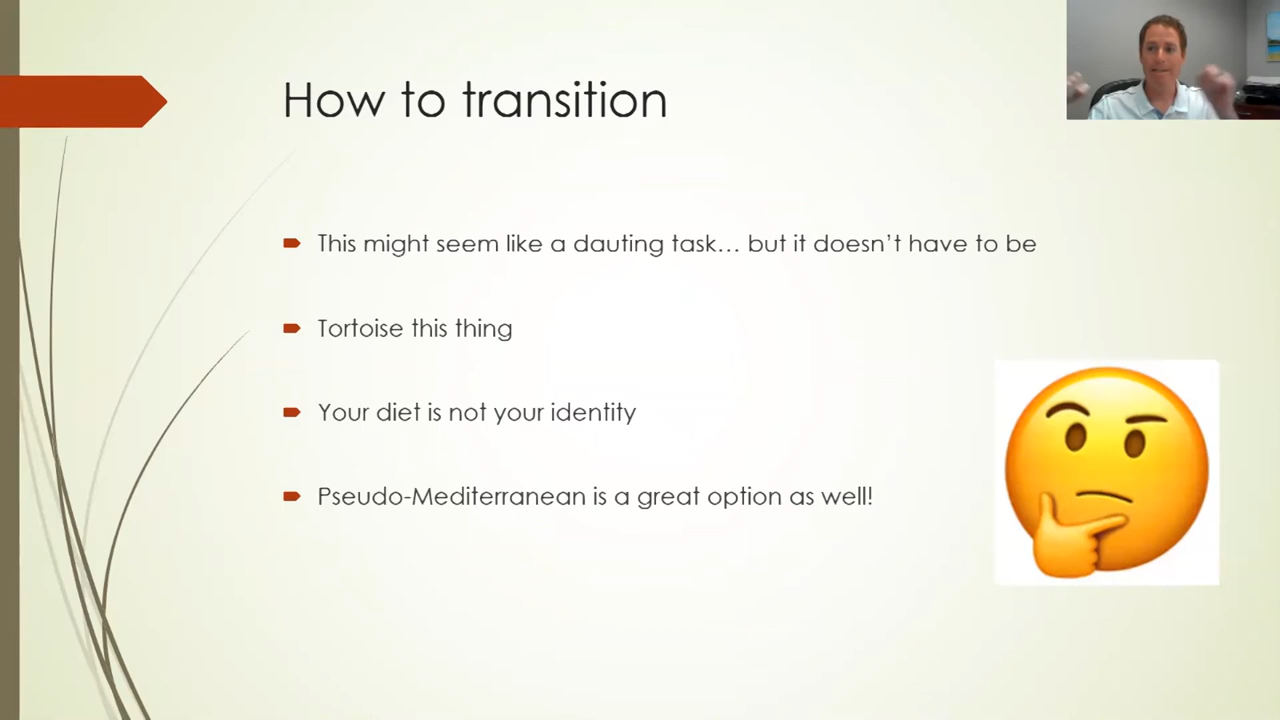 How to transition
This might seem like a dauting task… but it doesn’t have to be
Tortoise this thing
Your diet is not your identity
Pseudo-Mediterranean is a great option as well!